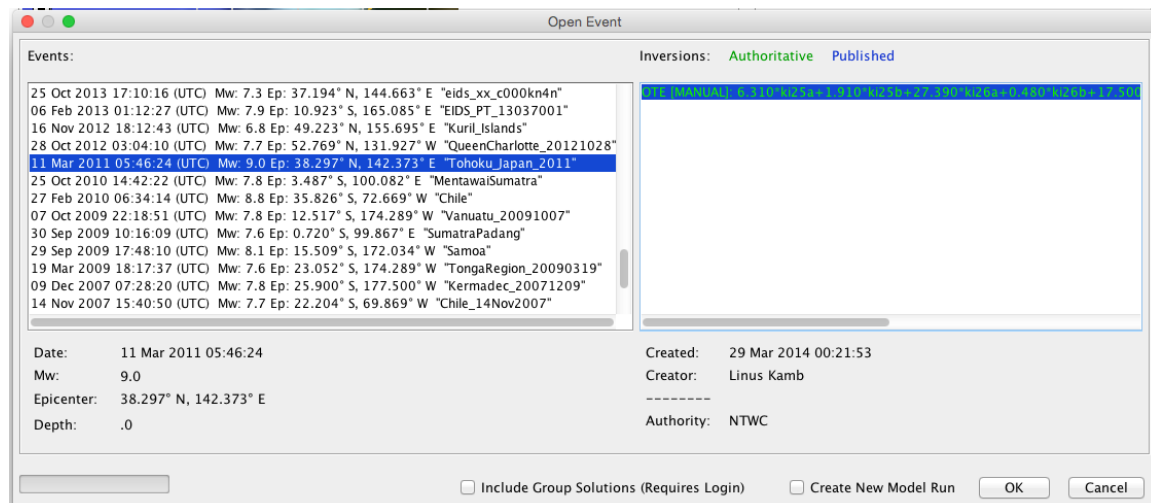 Open Event
Events:
25 Oct 2013 17:10:16 (UTC) Mw: 7.3 Ep: 37.194° N, 144.663° E "eids_xx_c000kn4n"
06 Feb 2013 01:12:27 (UTC) Mw: 7.9 Ep: 10.923° S, 165.085° E "EIDS_PT_13037001"
16 Nov 2012 18:12:43 (UTC) Mw: 6.8 Ep: 49.223° N, 155.695° E "Kuril_Islands"
28 Oct 2012 03:04:10 (UTC) Mw: 7.7 Ep: 52.769° N, 131.927° W "QueenCharlotte_20121028"
11 Mar 2011 05:46:24 (UTC) Mw: 9.0 Ep: 38.297° N, 142.373° E "Tohoku_Japan_2011"
25 Oct 2010 14:42:22 (UTC) Mw: 7.8 Ep: 3.487° S, 100.082° E "MentawaiSumatra"
27 Feb 2010 06:34:14 (UTC) Mw: 8.8 Ep: 35.826° S, 72.669° W "Chile"
07 Oct 2009 22:18:51 (UTC) Mw: 7.8 Ep: 12.517° S, 174.289° W "Vanuatu_20091007"
30 Sep 2009 10:16:09 (UTC) Mw: 7.6 Ep: 0.720° S, 99.867° E "SumatraPadang"
29 Sep 2009 17:48:10 (UTC) Mw: 8.1 Ep: 15.509° S, 172.034° W "Samoa"
19 Mar 2009 18:17:37 (UTC) Mw: 7.6 Ep: 23.052° S, 174.289° W "TongaRegion_20090319"
09 Dec 2007 07:28:20 (UTC) Mw: 7.8 Ep: 25.900° S, 177.500° W "Kermadec_20071209"
14 Nov 2007 15:40:50 (UTC) Mw: 7.7 Ep: 22.204° S, 69.869° W "Chile_14Nov2007"
Inversions: Authoritative Published
OTE [MANUAL]: 6.310*ki25a+1.910*ki25b+27.390*ki26a+0.480*ki26b+17.500
Date: 11 Mar 2011 05:46:24
Mw: 9.0
Epicenter: 38.297° N, 142.373° E
Depth: .0
Created: 29 Mar 2014 00:21:53
Creator: Linus Kamb
--------
Authority: NTWC
Include Group Solutions (Requires Login)
Create New Model Run
OK
Cancel